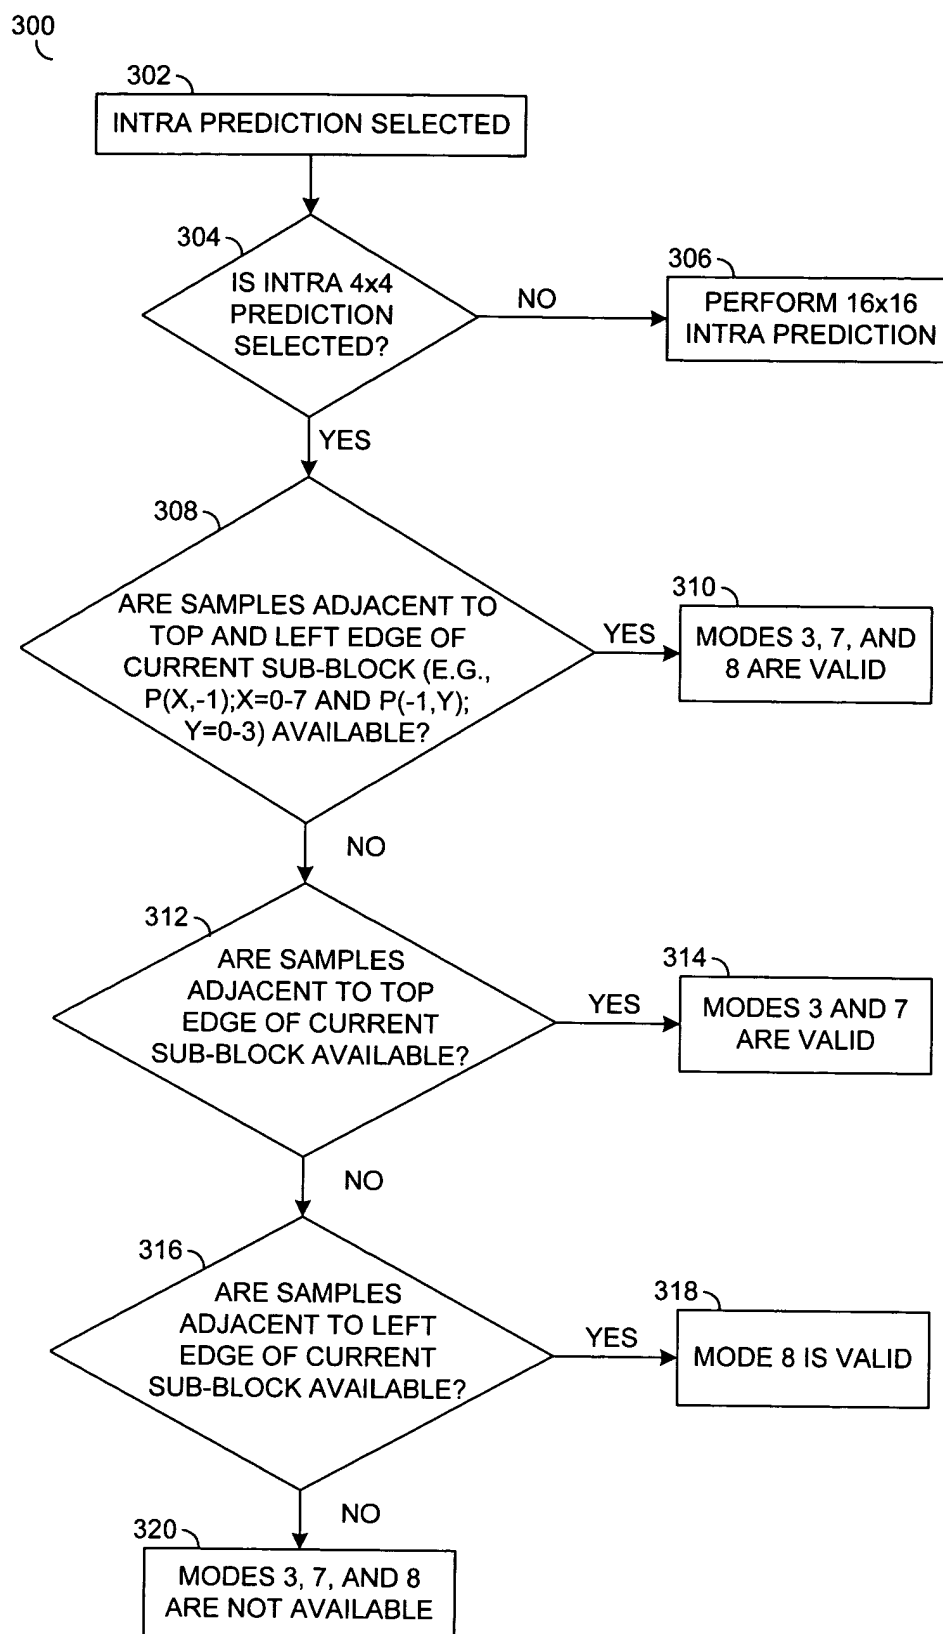 300
302
INTRA PREDICTION SELECTED
304
IS INTRA 4x4
PREDICTION
SELECTED?
NO
306
PERFORM 16x16
INTRA PREDICTION
YES
308
ARE SAMPLES ADJACENT TO
TOP AND LEFT EDGE OF
CURRENT SUB-BLOCK (E.G.,
P(X,-1);X=0-7 AND P(-1,Y);
Y=0-3) AVAILABLE?
YES
310
MODES 3, 7, AND
8 ARE VALID
NO
312
ARE SAMPLES
ADJACENT TO TOP
EDGE OF CURRENT
SUB-BLOCK AVAILABLE?
YES
314
MODES 3 AND 7
ARE VALID
NO
316
ARE SAMPLES
ADJACENT TO LEFT
EDGE OF CURRENT
SUB-BLOCK AVAILABLE?
YES
318
MODE 8 IS VALID
NO
320
MODES 3, 7, AND 8
ARE NOT AVAILABLE